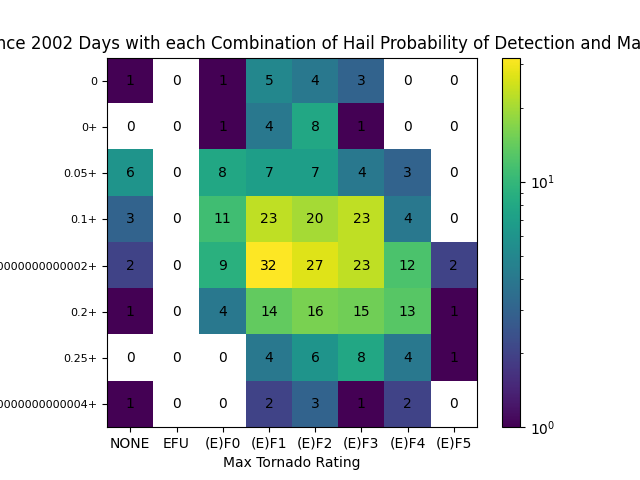 nce 2002 Days with each Combination of Hail Probability of Detection and Ma
0 1 0 1 5 4 3 0 0
0+ 0 0 1 4 8 1 0 0
0.05+ 6 0 8 7 7 4 3 0
0.1+ 3 0 11 23 20 23 4 0
0000000000002+ 2 0 9 32 27 23 12 2
0.2+ 1 0 4 14 16 15 13 1
0.25+ 0 0 0 4 6 8 4 1
0000000000004+ 1 0 0 2 3 1 2 0
NONE EFU (E)F0 (E)F1 (E)F2 (E)F3 (E)F4 (E)F5
Max Tornado Rating
10¹
10⁰